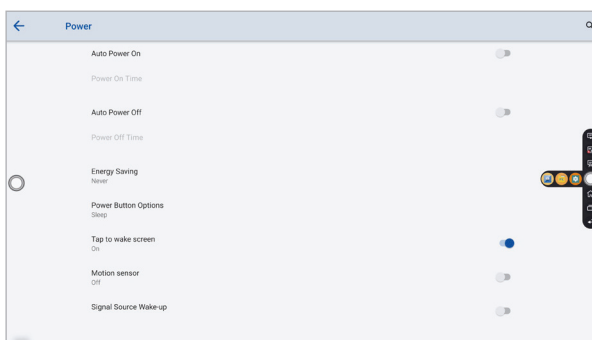 Power
Auto Power On
Power On Time
Auto Power Off
Power Off Time
Energy Saving
Never
Power Button Options
Sleep
Tap to wake screen
On
Motion sensor
Off
Signal Source Wake-up